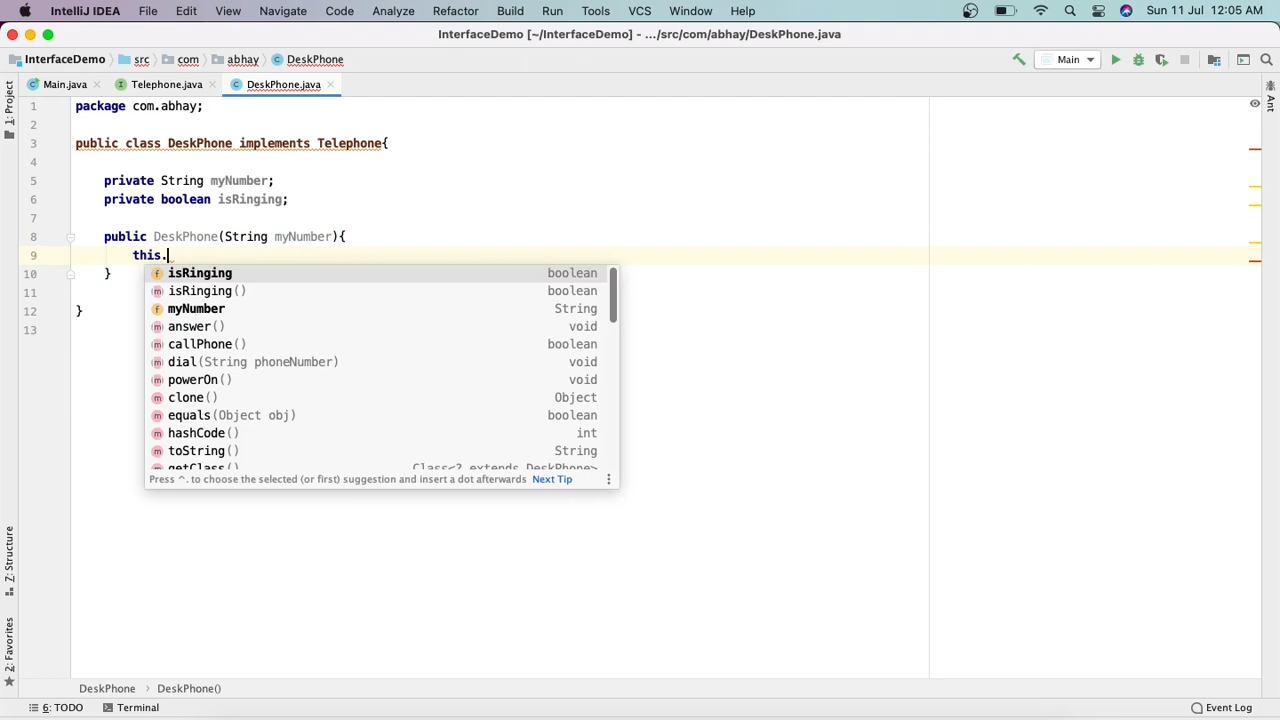 IntelliJ IDEA File Edit View Navigate Code Analyze Refactor Build Run Tools VCS Window Help Sun 11 Jul 12:05 AM
InterfaceDemo [~/InterfaceDemo] - .../src/com/abhay/DeskPhone.java
InterfaceDemo src com abhay DeskPhone Main
Main.java Telephone.java DeskPhone.java
1: Project
Ant
1 package com.abhay;
2
3 public class DeskPhone implements Telephone{
4
5 private String myNumber;
6 private boolean isRinging;
7
8 public DeskPhone(String myNumber){
9 this.
10 }
11
12 }
13
f isRinging boolean
m isRinging() boolean
f myNumber String
m answer() void
m callPhone() boolean
m dial(String phoneNumber) void
m powerOn() void
m clone() Object
m equals(Object obj) boolean
m hashCode() int
m toString() String
m getClass() Class<? extends DeskPhone>
Press ^. to choose the selected (or first) suggestion and insert a dot afterwards Next Tip
Z: Structure
2: Favorites
DeskPhone › DeskPhone()
6: TODO Terminal Event Log